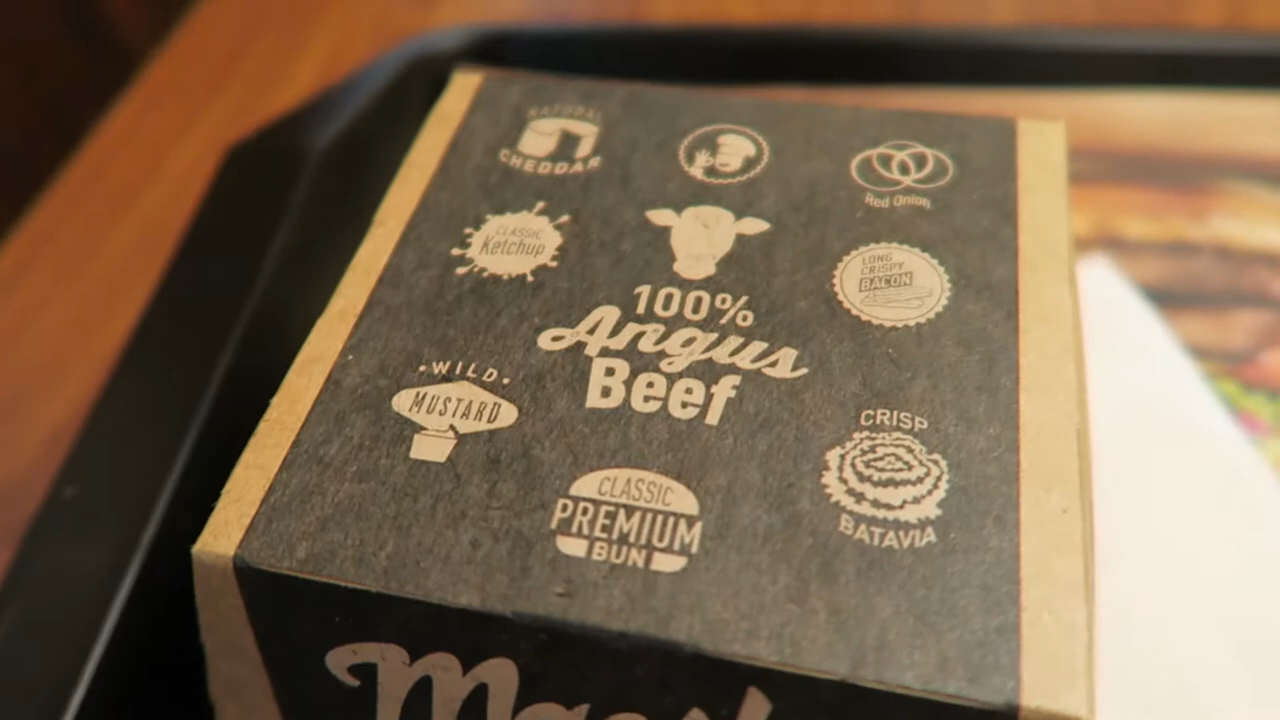 NATURAL
CHEDDAR
Red Onion
CLASSIC
Ketchup
LONG
CRISPY
BACON
100%
Angus
Beef
• WILD •
MUSTARD
CRISP
BATAVIA
CLASSIC
PREMIUM
BUN